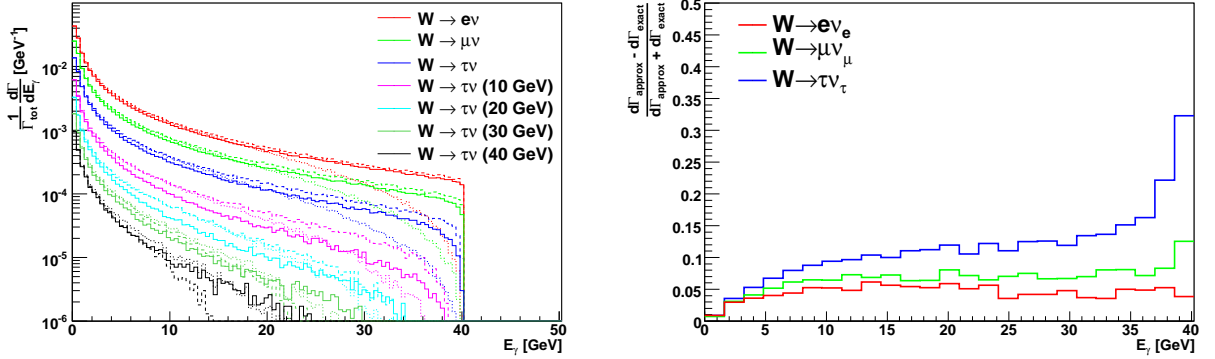 1/Γtot dΓ/dEγ [GeV⁻¹]
10⁻²
10⁻³
10⁻⁴
10⁻⁵
10⁻⁶
W → eν
W → μν
W → τν
W → τν (10 GeV)
W → τν (20 GeV)
W → τν (30 GeV)
W → τν (40 GeV)
0 10 20 30 40 50
Eγ [GeV]
dΓapprox - dΓexact
dΓapprox + dΓexact
0.5
0.45
0.4
0.35
0.3
0.25
0.2
0.15
0.1
0.05
0
W→eνe
W→μνμ
W→τντ
0 5 10 15 20 25 30 35 40
Eγ [GeV]